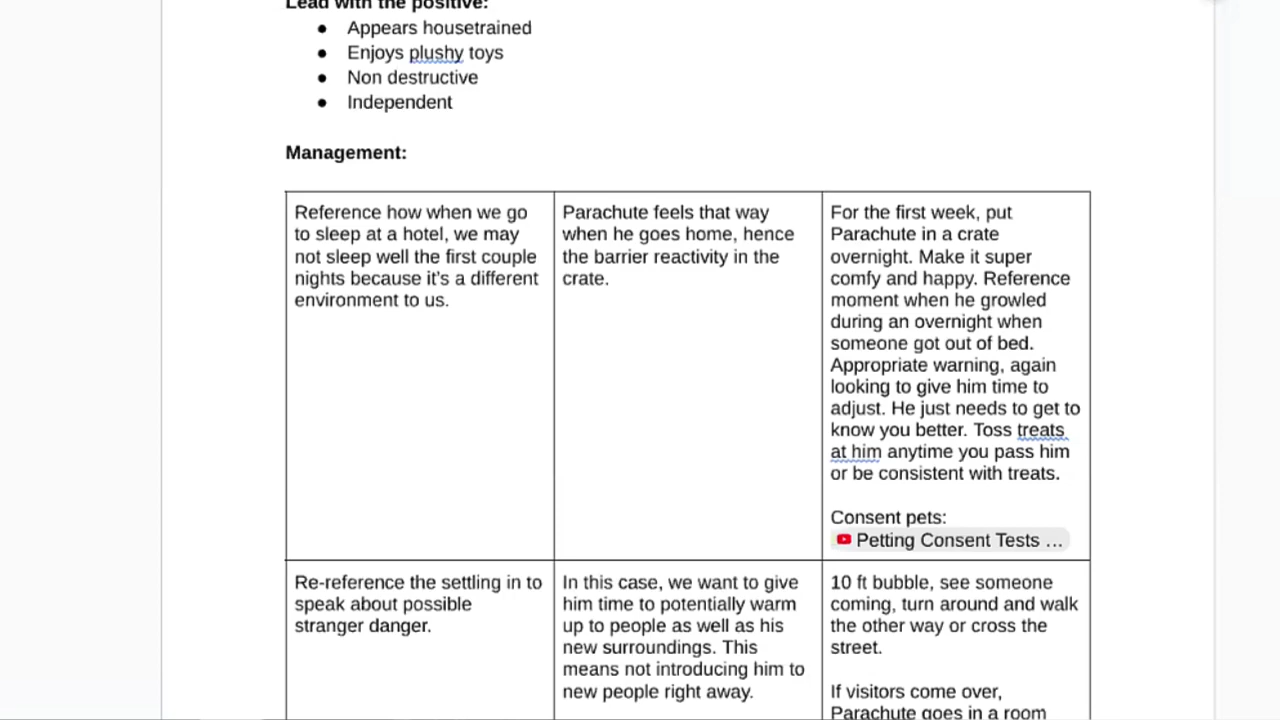 Lead with the positive:
● Appears housetrained
● Enjoys plushy toys
● Non destructive
● Independent
Management:
Reference how when we go
to sleep at a hotel, we may
not sleep well the first couple
nights because it's a different
environment to us.
Parachute feels that way
when he goes home, hence
the barrier reactivity in the
crate.
For the first week, put
Parachute in a crate
overnight. Make it super
comfy and happy. Reference
moment when he growled
during an overnight when
someone got out of bed.
Appropriate warning, again
looking to give him time to
adjust. He just needs to get to
know you better. Toss treats
at him anytime you pass him
or be consistent with treats.
Consent pets:
Petting Consent Tests ...
Re-reference the settling in to
speak about possible
stranger danger.
In this case, we want to give
him time to potentially warm
up to people as well as his
new surroundings. This
means not introducing him to
new people right away.
10 ft bubble, see someone
coming, turn around and walk
the other way or cross the
street.
If visitors come over,
Parachute goes in a room